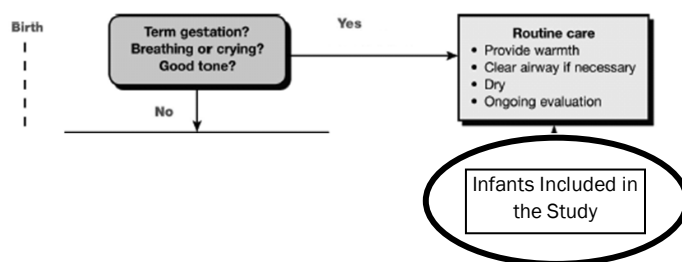 Birth
Term gestation?
Breathing or crying?
Good tone?
Yes
No
Routine care
• Provide warmth
• Clear airway if necessary
• Dry
• Ongoing evaluation
Infants Included in
the Study